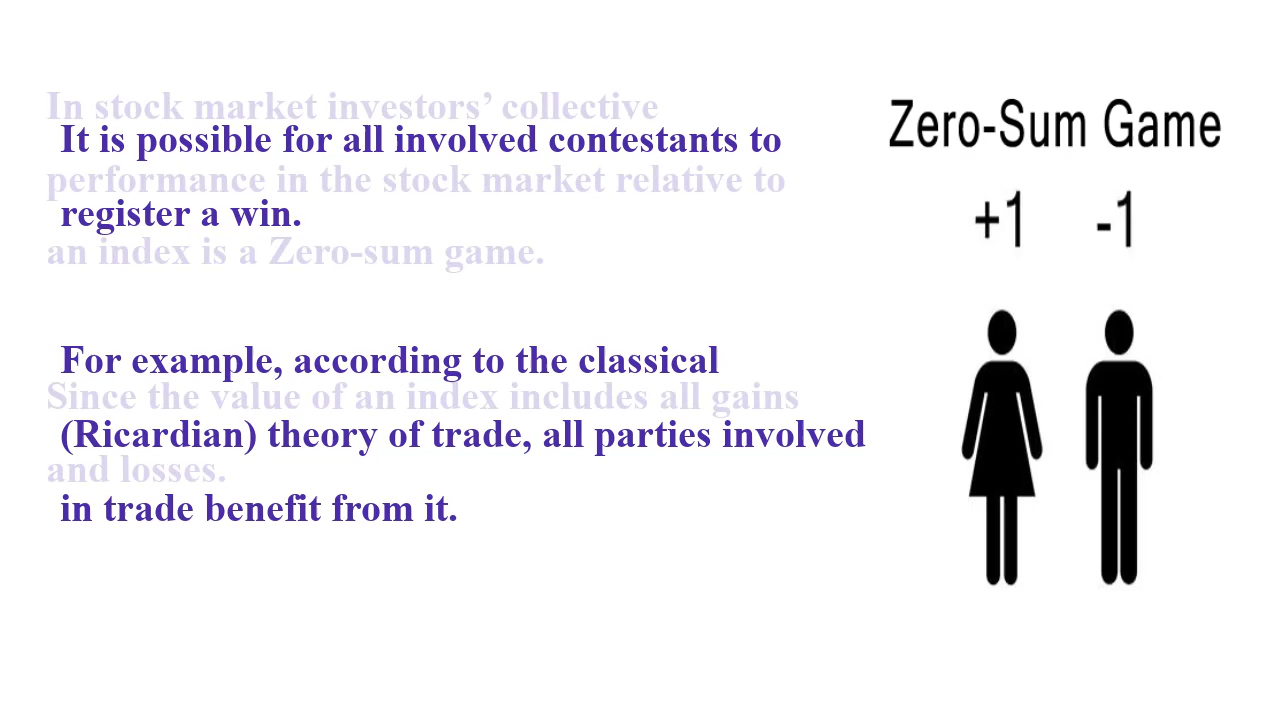 In stock market investors’ collective
It is possible for all involved contestants to
performance in the stock market relative to
register a win.
an index is a Zero-sum game.
For example, according to the classical
Since the value of an index includes all gains
(Ricardian) theory of trade, all parties involved
and losses.
in trade benefit from it.
Zero-Sum Game
+1 -1